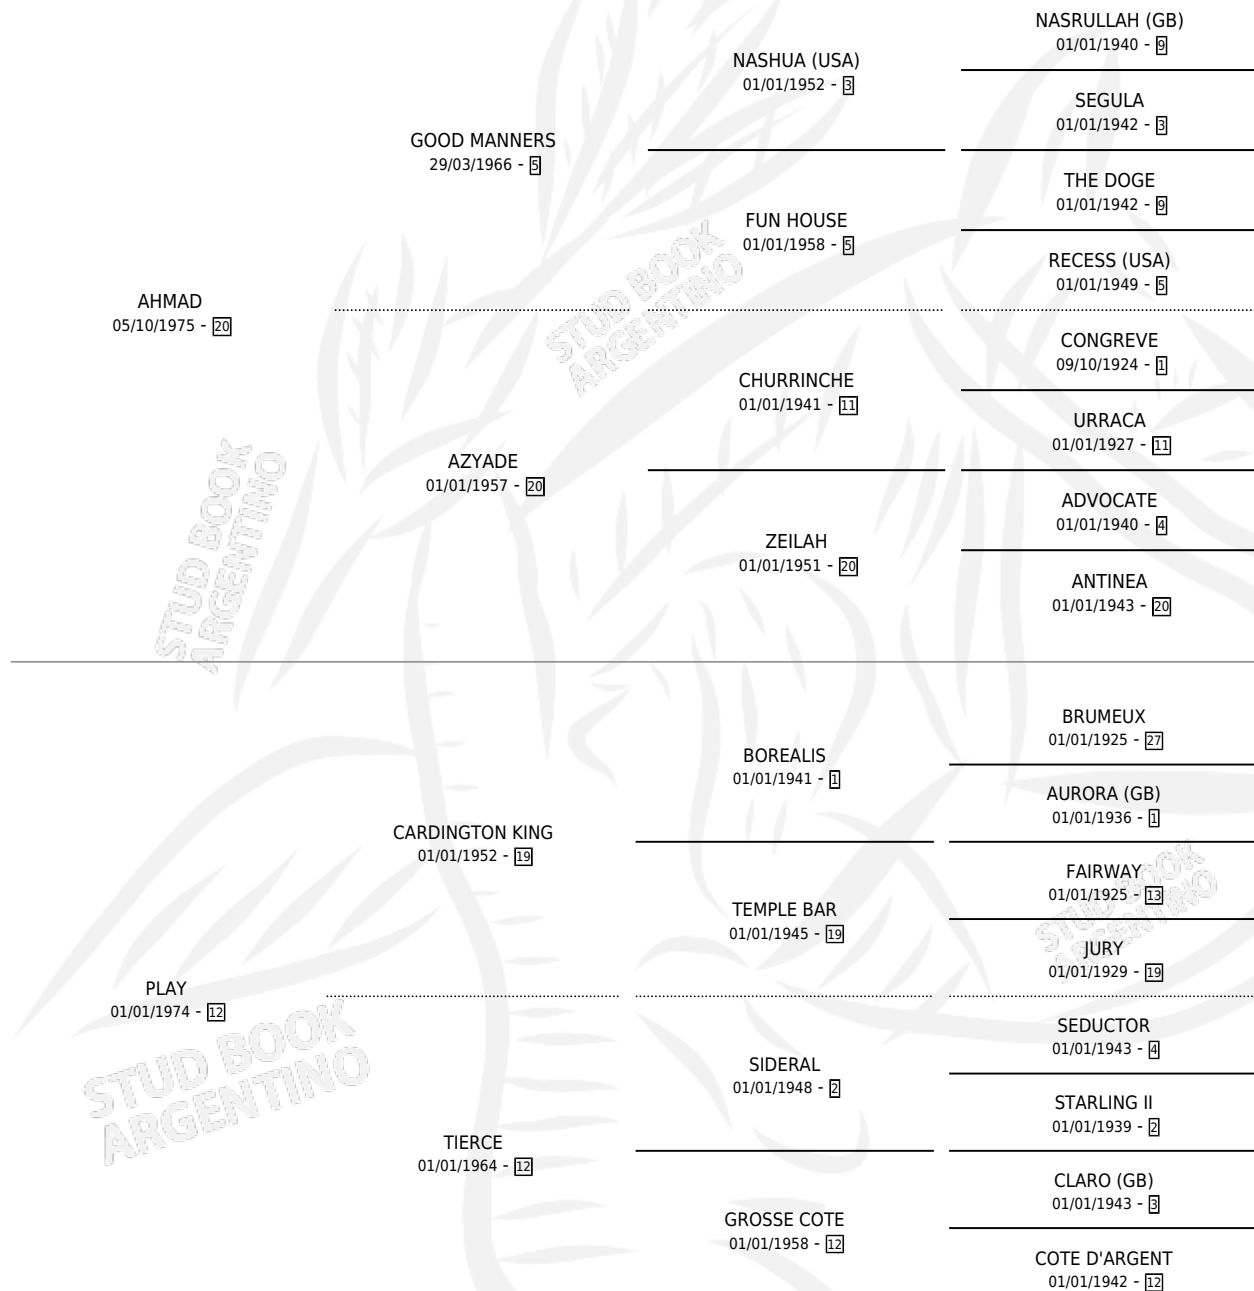 NASRULLAH (GB)
01/01/1940 - 9
NASHUA (USA)
01/01/1952 - 3
SEGULA
01/01/1942 - 3
GOOD MANNERS
29/03/1966 - 5
THE DOGE
01/01/1942 - 9
FUN HOUSE
01/01/1958 - 5
RECESS (USA)
01/01/1949 - 5
AHMAD
05/10/1975 - 20
CONGREVE
09/10/1924 - 1
CHURRINCHE
01/01/1941 - 11
URRACA
01/01/1927 - 11
AZYADE
01/01/1957 - 20
ADVOCATE
01/01/1940 - 4
ZEILAH
01/01/1951 - 20
ANTINEA
01/01/1943 - 20
BRUMEUX
01/01/1925 - 27
BOREALIS
01/01/1941 - 1
AURORA (GB)
01/01/1936 - 1
CARDINGTON KING
01/01/1952 - 19
FAIRWAY
01/01/1925 - 13
TEMPLE BAR
01/01/1945 - 19
JURY
01/01/1929 - 19
PLAY
01/01/1974 - 12
SEDUCTOR
01/01/1943 - 4
SIDERAL
01/01/1948 - 2
STARLING II
01/01/1939 - 2
TIERCE
01/01/1964 - 12
CLARO (GB)
01/01/1943 - 3
GROSSE COTE
01/01/1958 - 12
COTE D'ARGENT
01/01/1942 - 12
STUD BOOK
ARGENTINO
STUD BOOK
ARGENTINO
STUD BOOK
ARGENTINO
STUD BOOK
ARGENTINO